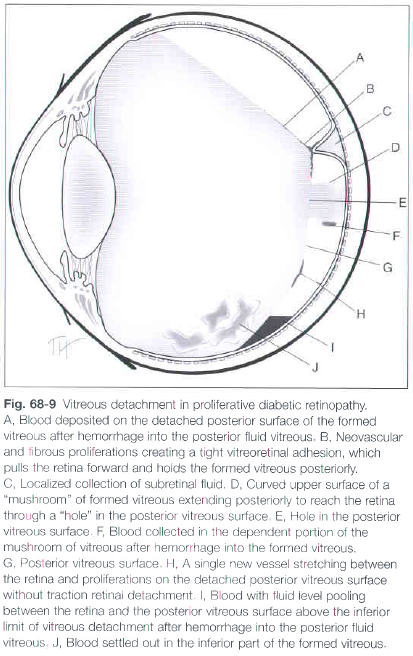 A
B
C
D
E
F
G
H
I
J
TH
Fig. 68-9 Vitreous detachment in proliferative diabetic retinopathy.
A, Blood deposited on the detached posterior surface of the formed
vitreous after hemorrhage into the posterior fluid vitreous. B, Neovascular
and fibrous proliferations creating a tight vitreoretinal adhesion, which
pulls the retina forward and holds the formed vitreous posteriorly.
C, Localized collection of subretinal fluid. D, Curved upper surface of a
"mushroom" of formed vitreous extending posteriorly to reach the retina
through a "hole" in the posterior vitreous surface. E, Hole in the posterior
vitreous surface. F, Blood collected in the dependent portion of the
mushroom of vitreous after hemorrhage into the formed vitreous.
G, Posterior vitreous surface. H, A single new vessel stretching between
the retina and proliferations on the detached posterior vitreous surface
without traction retinal detachment. I, Blood with fluid level pooling
between the retina and the posterior vitreous surface above the inferior
limit of vitreous detachment after hemorrhage into the posterior fluid
vitreous. J, Blood settled out in the inferior part of the formed vitreous.